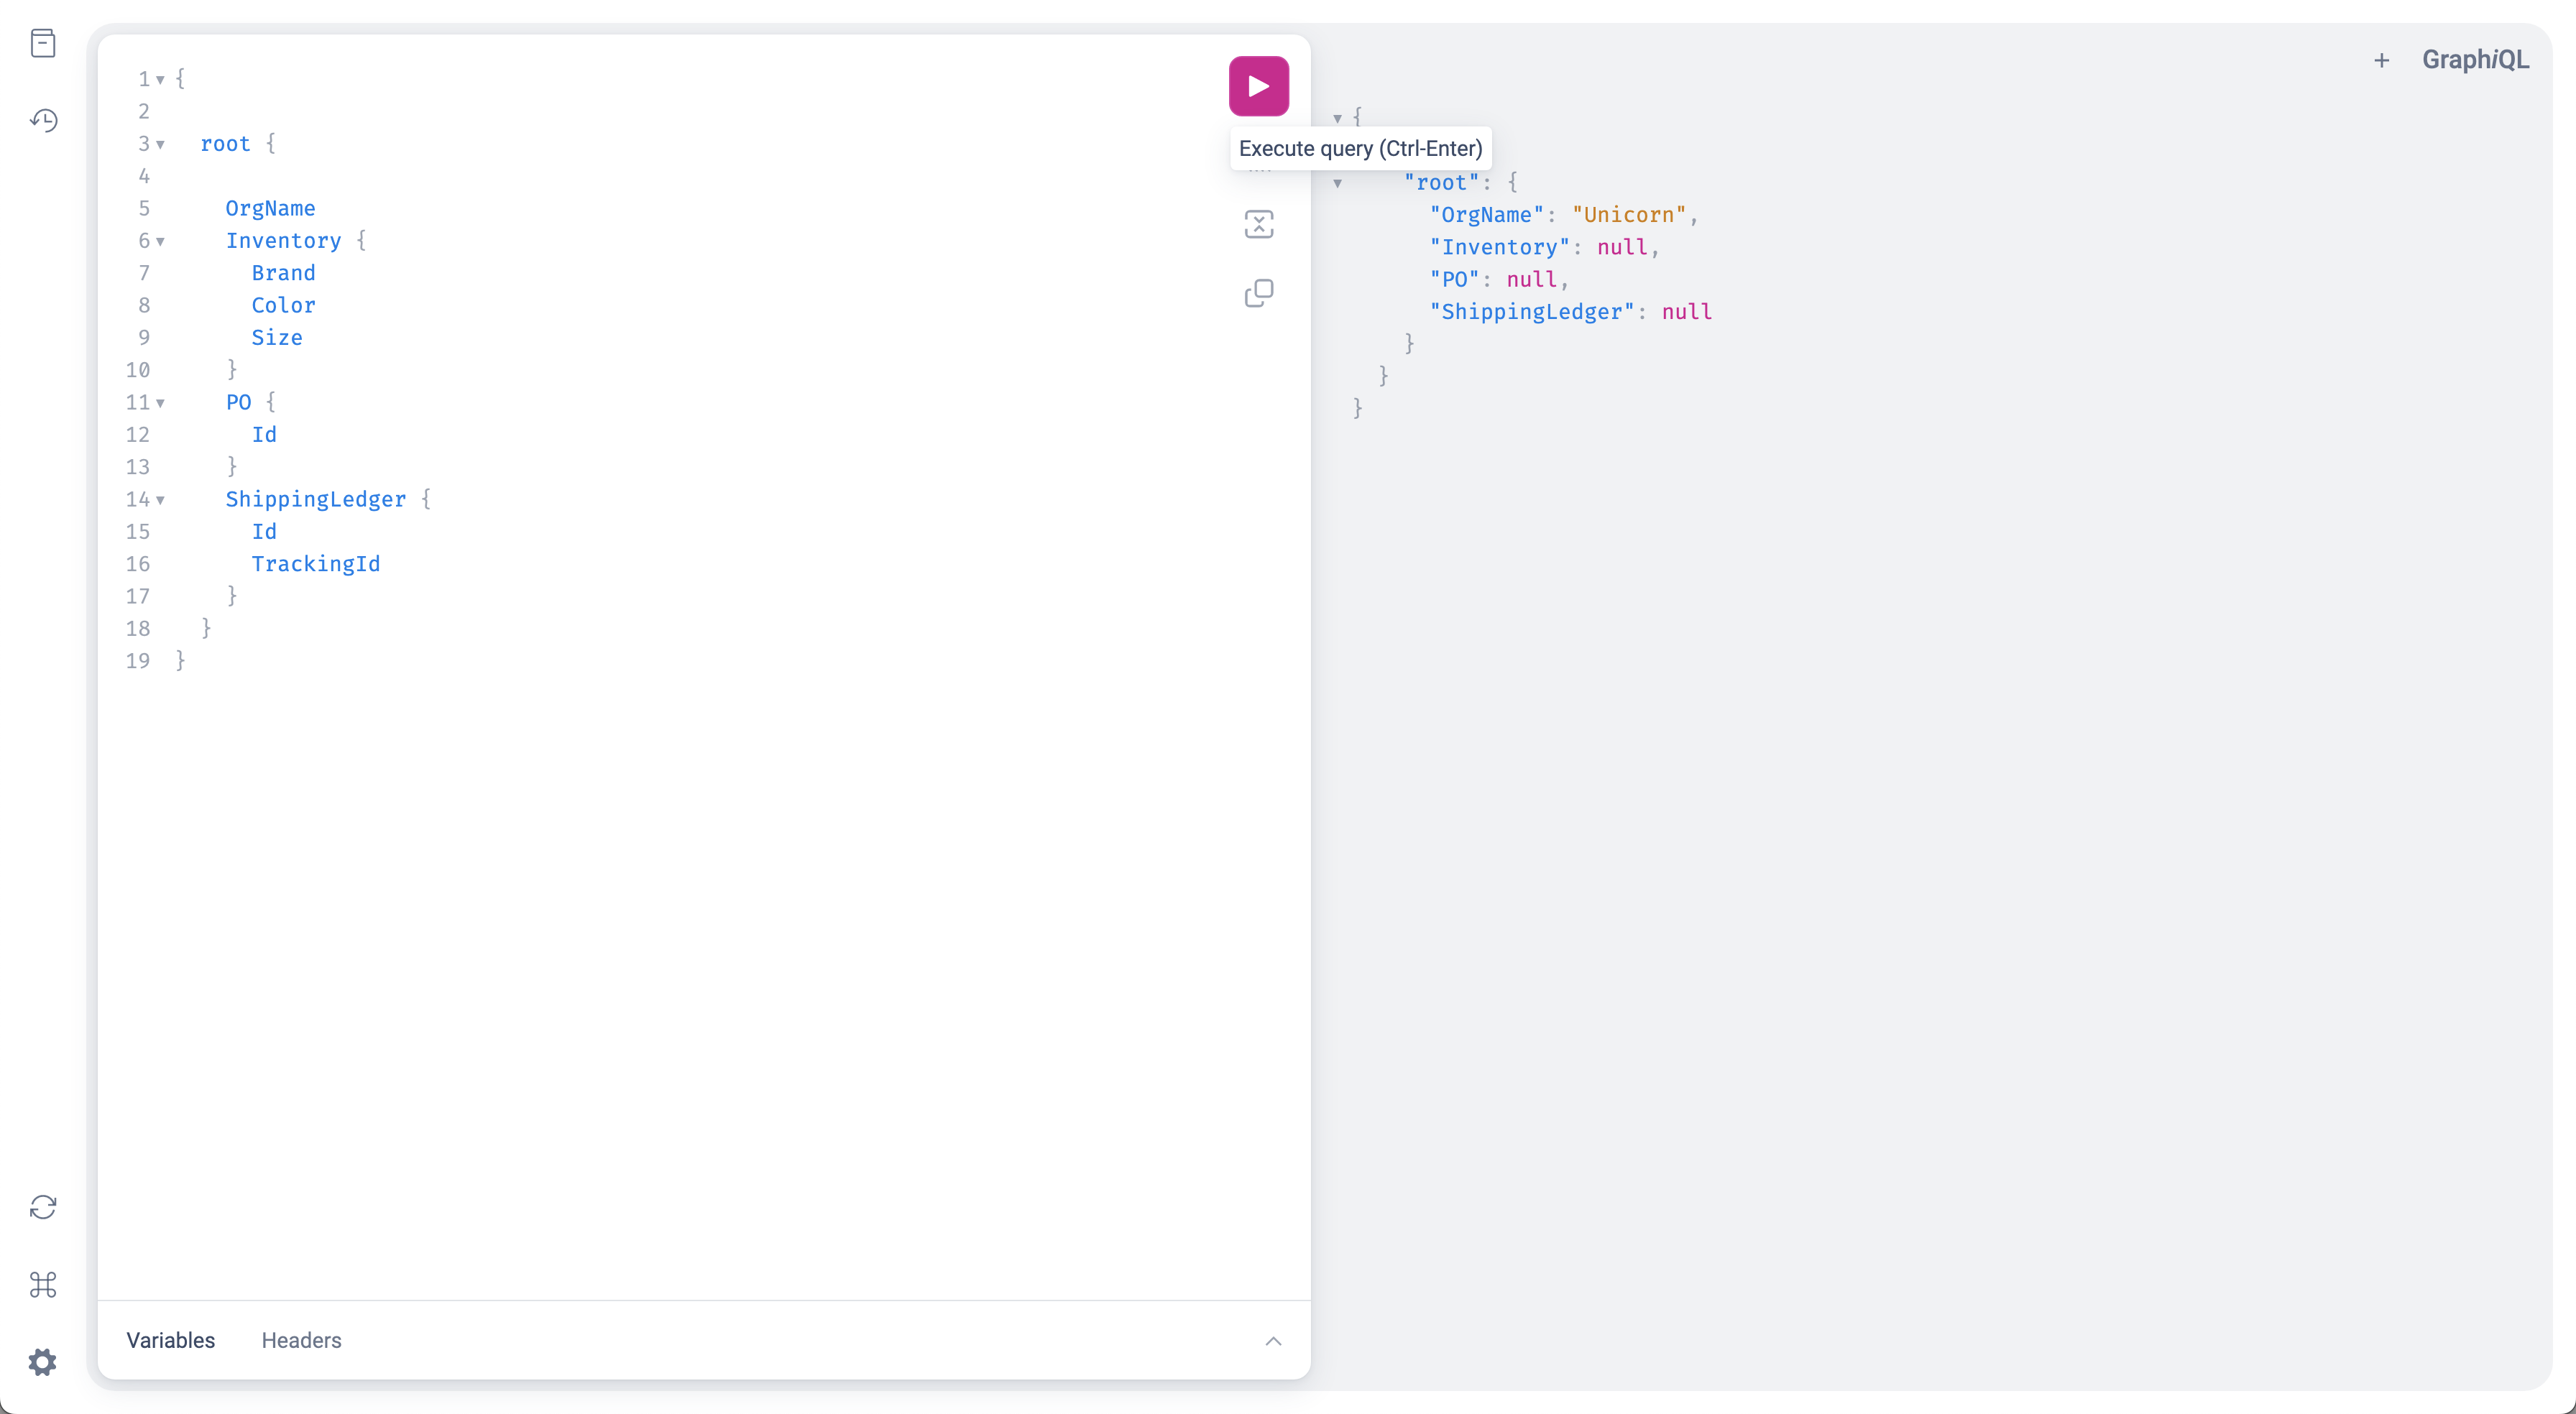 1 {
2
3 root {
4
5 OrgName
6 Inventory {
7 Brand
8 Color
9 Size
10 }
11 PO {
12 Id
13 }
14 ShippingLedger {
15 Id
16 TrackingId
17 }
18 }
19 }
Variables Headers
Execute query (Ctrl-Enter)
+ GraphiQL
{
"root": {
"OrgName": "Unicorn",
"Inventory": null,
"PO": null,
"ShippingLedger": null
}
}
}